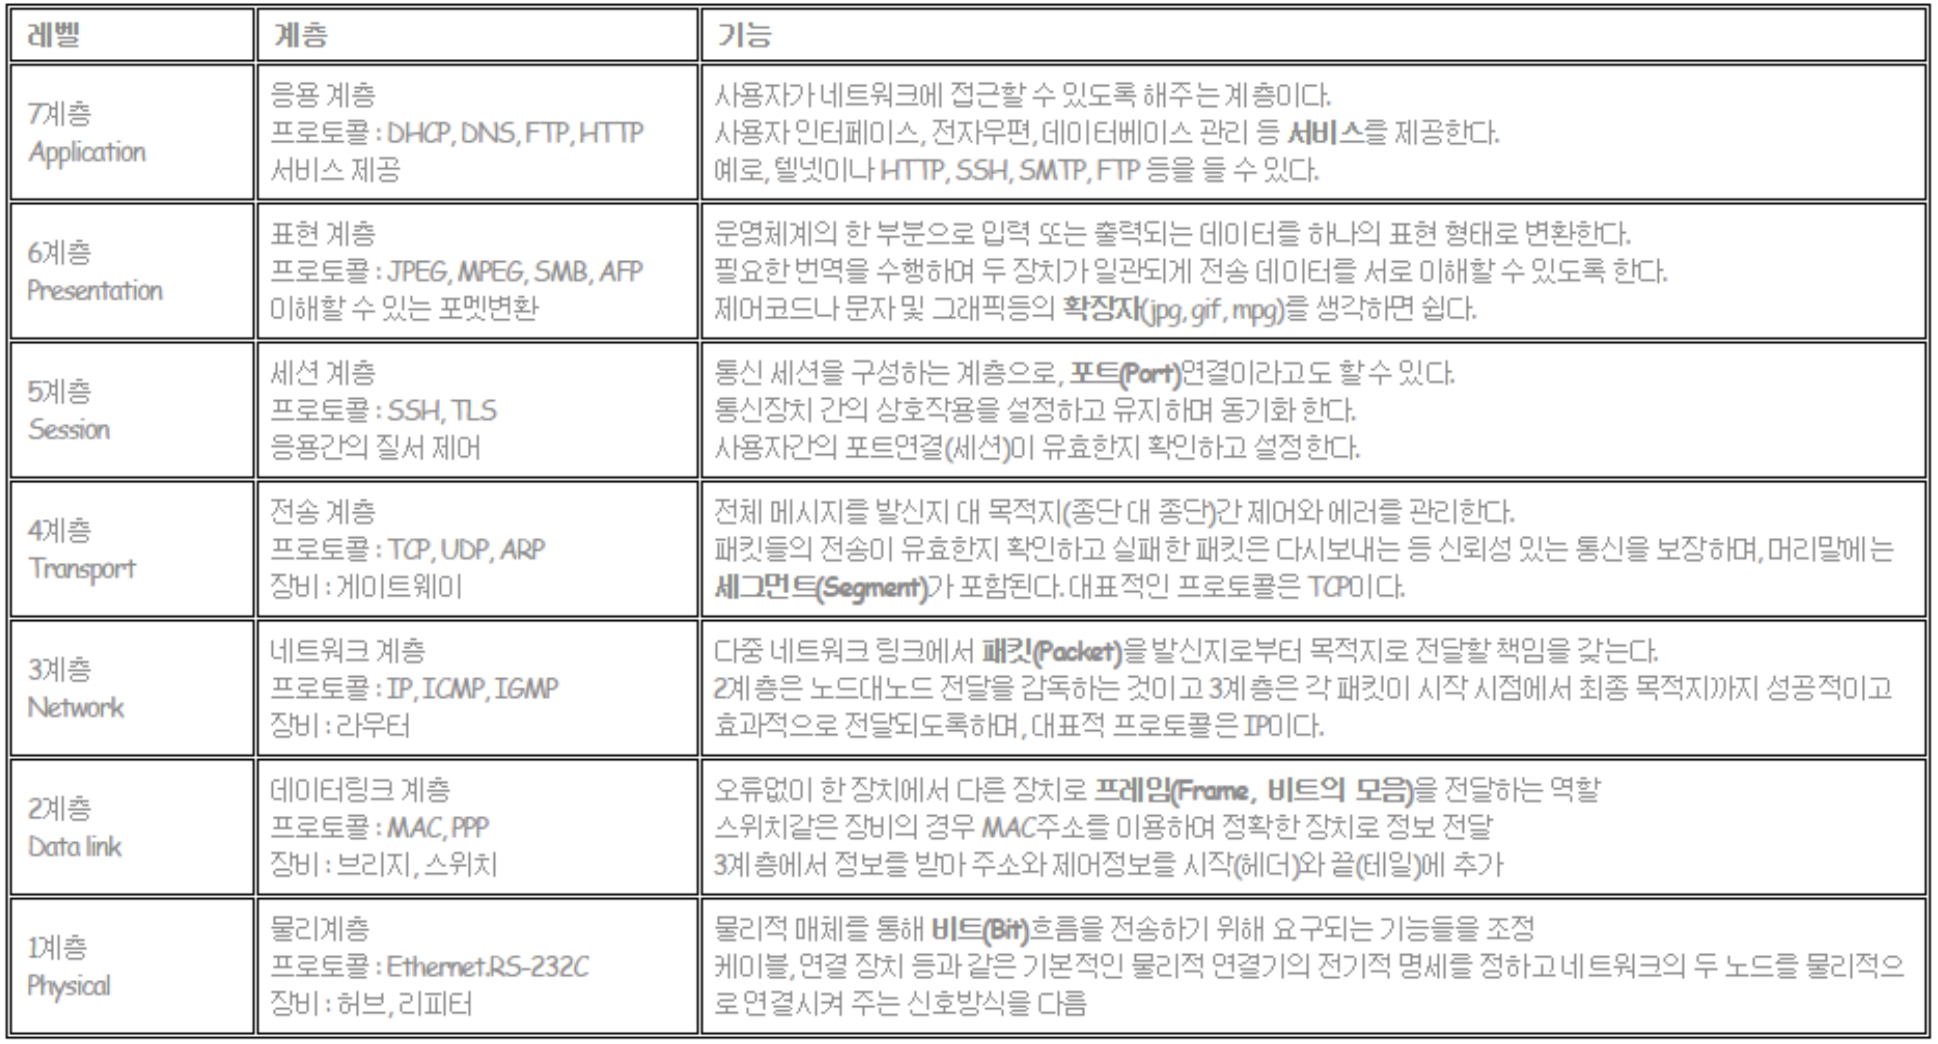 레벨
계층
기능
7계층
Application
응용 계층
프로토콜 : DHCP, DNS, FTP, HTTP
서비스 제공
사용자가 네트워크에 접근할 수 있도록 해주는 계층이다.
사용자 인터페이스, 전자우편, 데이터베이스 관리 등 서비스를 제공한다.
예로, 텔넷이나 HTTP, SSH, SMTP, FTP 등을 들 수 있다.
6계층
Presentation
표현 계층
프로토콜 : JPEG, MPEG, SMB, AFP
이해할 수 있는 포멧변환
운영체계의 한 부분으로 입력 또는 출력되는 데이터를 하나의 표현 형태로 변환한다.
필요한 번역을 수행하여 두 장치가 일관되게 전송 데이터를 서로 이해할 수 있도록 한다.
제어코드나 문자 및 그래픽등의 확장자(jpg, gif, mpg)를 생각하면 쉽다.
5계층
Session
세션 계층
프로토콜 : SSH, TLS
응용간의 질서 제어
통신 세션을 구성하는 계층으로, 포트(Port)연결이라고도 할 수 있다.
통신장치 간의 상호작용을 설정하고 유지하며 동기화 한다.
사용자간의 포트연결(세션)이 유효한지 확인하고 설정한다.
4계층
Transport
전송 계층
프로토콜 : TCP, UDP, ARP
장비 : 게이트웨이
전체 메시지를 발신지 대 목적지(종단 대 종단)간 제어와 에러를 관리한다.
패킷들의 전송이 유효한지 확인하고 실패한 패킷은 다시보내는 등 신뢰성 있는 통신을 보장하며, 머리말에는
세그먼트(Segment)가 포함된다. 대표적인 프로토콜은 TCP이다.
3계층
Network
네트워크 계층
프로토콜 : IP, ICMP, IGMP
장비 : 라우터
다중 네트워크 링크에서 패킷(Packet)을 발신지로부터 목적지로 전달할 책임을 갖는다.
2계층은 노드대노드 전달을 감독하는 것이고 3계층은 각 패킷이 시작 시점에서 최종 목적지까지 성공적이고
효과적으로 전달되도록하며, 대표적 프로토콜은 IP이다.
2계층
Data link
데이터링크 계층
프로토콜 : MAC, PPP
장비 : 브리지, 스위치
오류없이 한 장치에서 다른 장치로 프레임(Frame, 비트의 모음)을 전달하는 역할
스위치같은 장비의 경우 MAC주소를 이용하여 정확한 장치로 정보 전달
3계층에서 정보를 받아 주소와 제어정보를 시작(헤더)와 끝(테일)에 추가
1계층
Physical
물리계층
프로토콜 : Ethernet.RS-232C
장비 : 허브, 리피터
물리적 매체를 통해 비트(Bit)흐름을 전송하기 위해 요구되는 기능들을 조정
케이블, 연결 장치 등과 같은 기본적인 물리적 연결기의 전기적 명세를 정하고 네트워크의 두 노드를 물리적으
로 연결시켜 주는 신호방식을 다룸